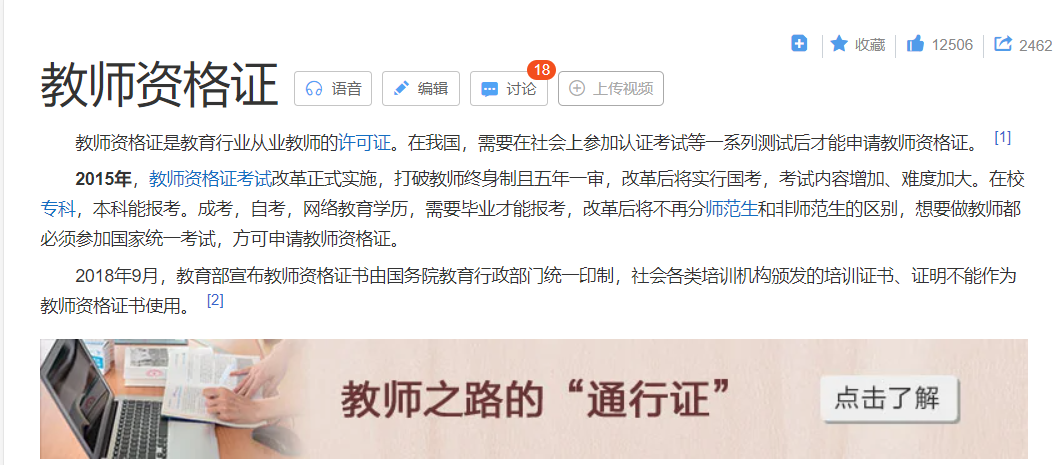 收藏 12506 2462
教师资格证 语音 编辑 讨论 18 上传视频
教师资格证是教育行业从业教师的许可证。在我国，需要在社会上参加认证考试等一系列测试后才能申请教师资格证。 [1]
2015年，教师资格证考试改革正式实施，打破教师终身制且五年一审，改革后将实行国考，考试内容增加、难度加大。在校
专科，本科能报考。成考，自考，网络教育学历，需要毕业才能报考，改革后将不再分师范生和非师范生的区别，想要做教师都
必须参加国家统一考试，方可申请教师资格证。
2018年9月，教育部宣布教师资格证书由国务院教育行政部门统一印制，社会各类培训机构颁发的培训证书、证明不能作为
教师资格证书使用。 [2]
教师之路的“通行证” 点击了解